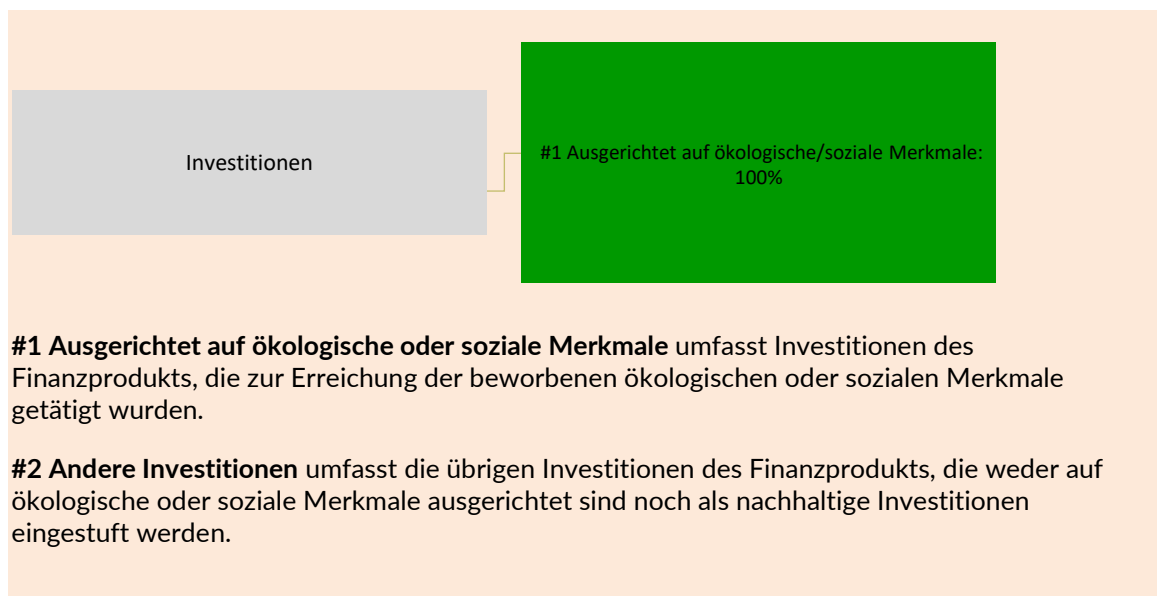 Investitionen
#1 Ausgerichtet auf ökologische/soziale Merkmale:
100%
#1 Ausgerichtet auf ökologische oder soziale Merkmale umfasst Investitionen des
Finanzprodukts, die zur Erreichung der beworbenen ökologischen oder sozialen Merkmale
getätigt wurden.
#2 Andere Investitionen umfasst die übrigen Investitionen des Finanzprodukts, die weder auf
ökologische oder soziale Merkmale ausgerichtet sind noch als nachhaltige Investitionen
eingestuft werden.